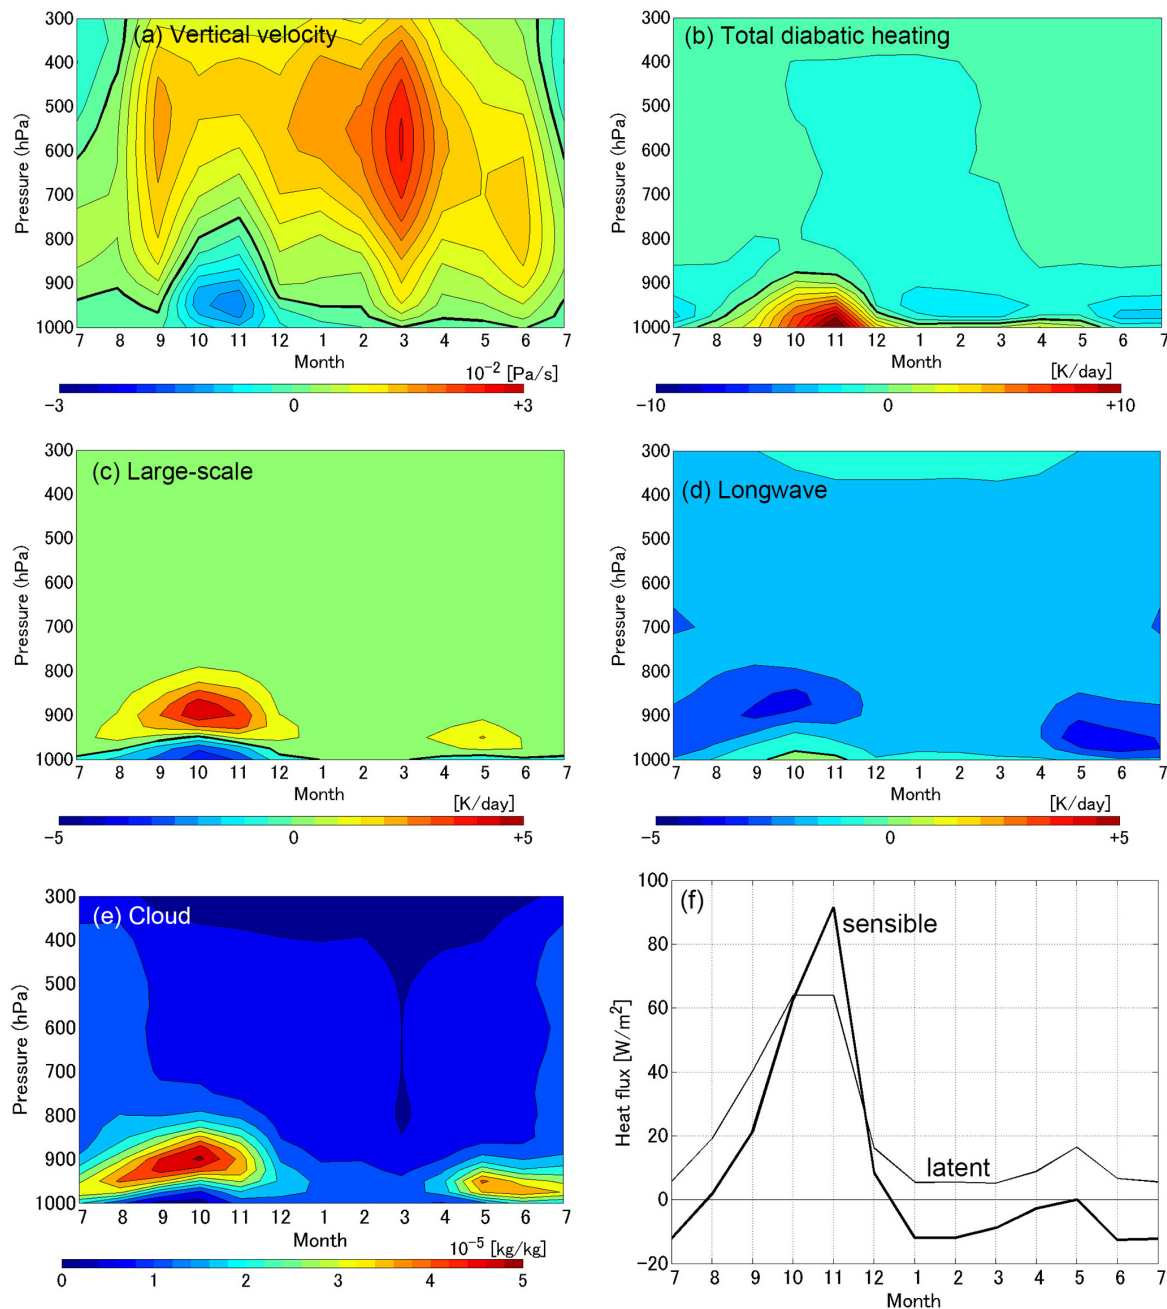 (a) Vertical velocity
300
400
500
600
700
800
900
1000
Pressure (hPa)
7 8 9 10 11 12 1 2 3 4 5 6 7
Month
10⁻² [Pa/s]
−3 0 +3
(b) Total diabatic heating
300
400
500
600
700
800
900
1000
Pressure (hPa)
7 8 9 10 11 12 1 2 3 4 5 6 7
Month
[K/day]
−10 0 +10
(c) Large-scale
300
400
500
600
700
800
900
1000
Pressure (hPa)
7 8 9 10 11 12 1 2 3 4 5 6 7
Month
[K/day]
−5 0 +5
(d) Longwave
300
400
500
600
700
800
900
1000
Pressure (hPa)
7 8 9 10 11 12 1 2 3 4 5 6 7
Month
[K/day]
−5 0 +5
(e) Cloud
300
400
500
600
700
800
900
1000
Pressure (hPa)
7 8 9 10 11 12 1 2 3 4 5 6 7
Month
10⁻⁵ [kg/kg]
0 1 2 3 4 5
(f)
sensible
latent
100
80
60
40
20
0
−20
Heat flux [W/m²]
7 8 9 10 11 12 1 2 3 4 5 6 7
Month